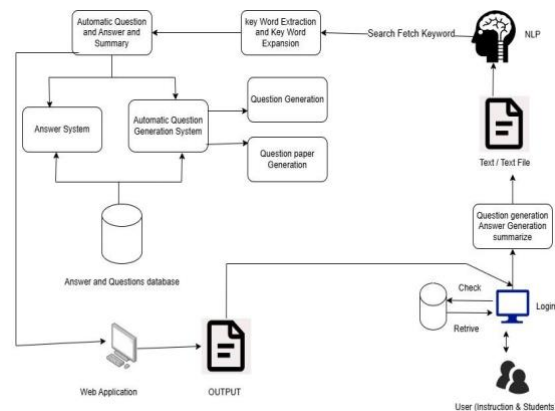 Automatic Question
and Answer and
Summary
key Word Extraction
and Key Word
Expansion
Search Fetch Keyword
NLP
Answer System
Automatic Question
Generation System
Question Generation
Question paper
Generation
Text / Text File
Question generation
Answer Generation
summarize
Answer and Questions database
Check
Login
Retrive
Web Application
OUTPUT
User (Instruction & Students